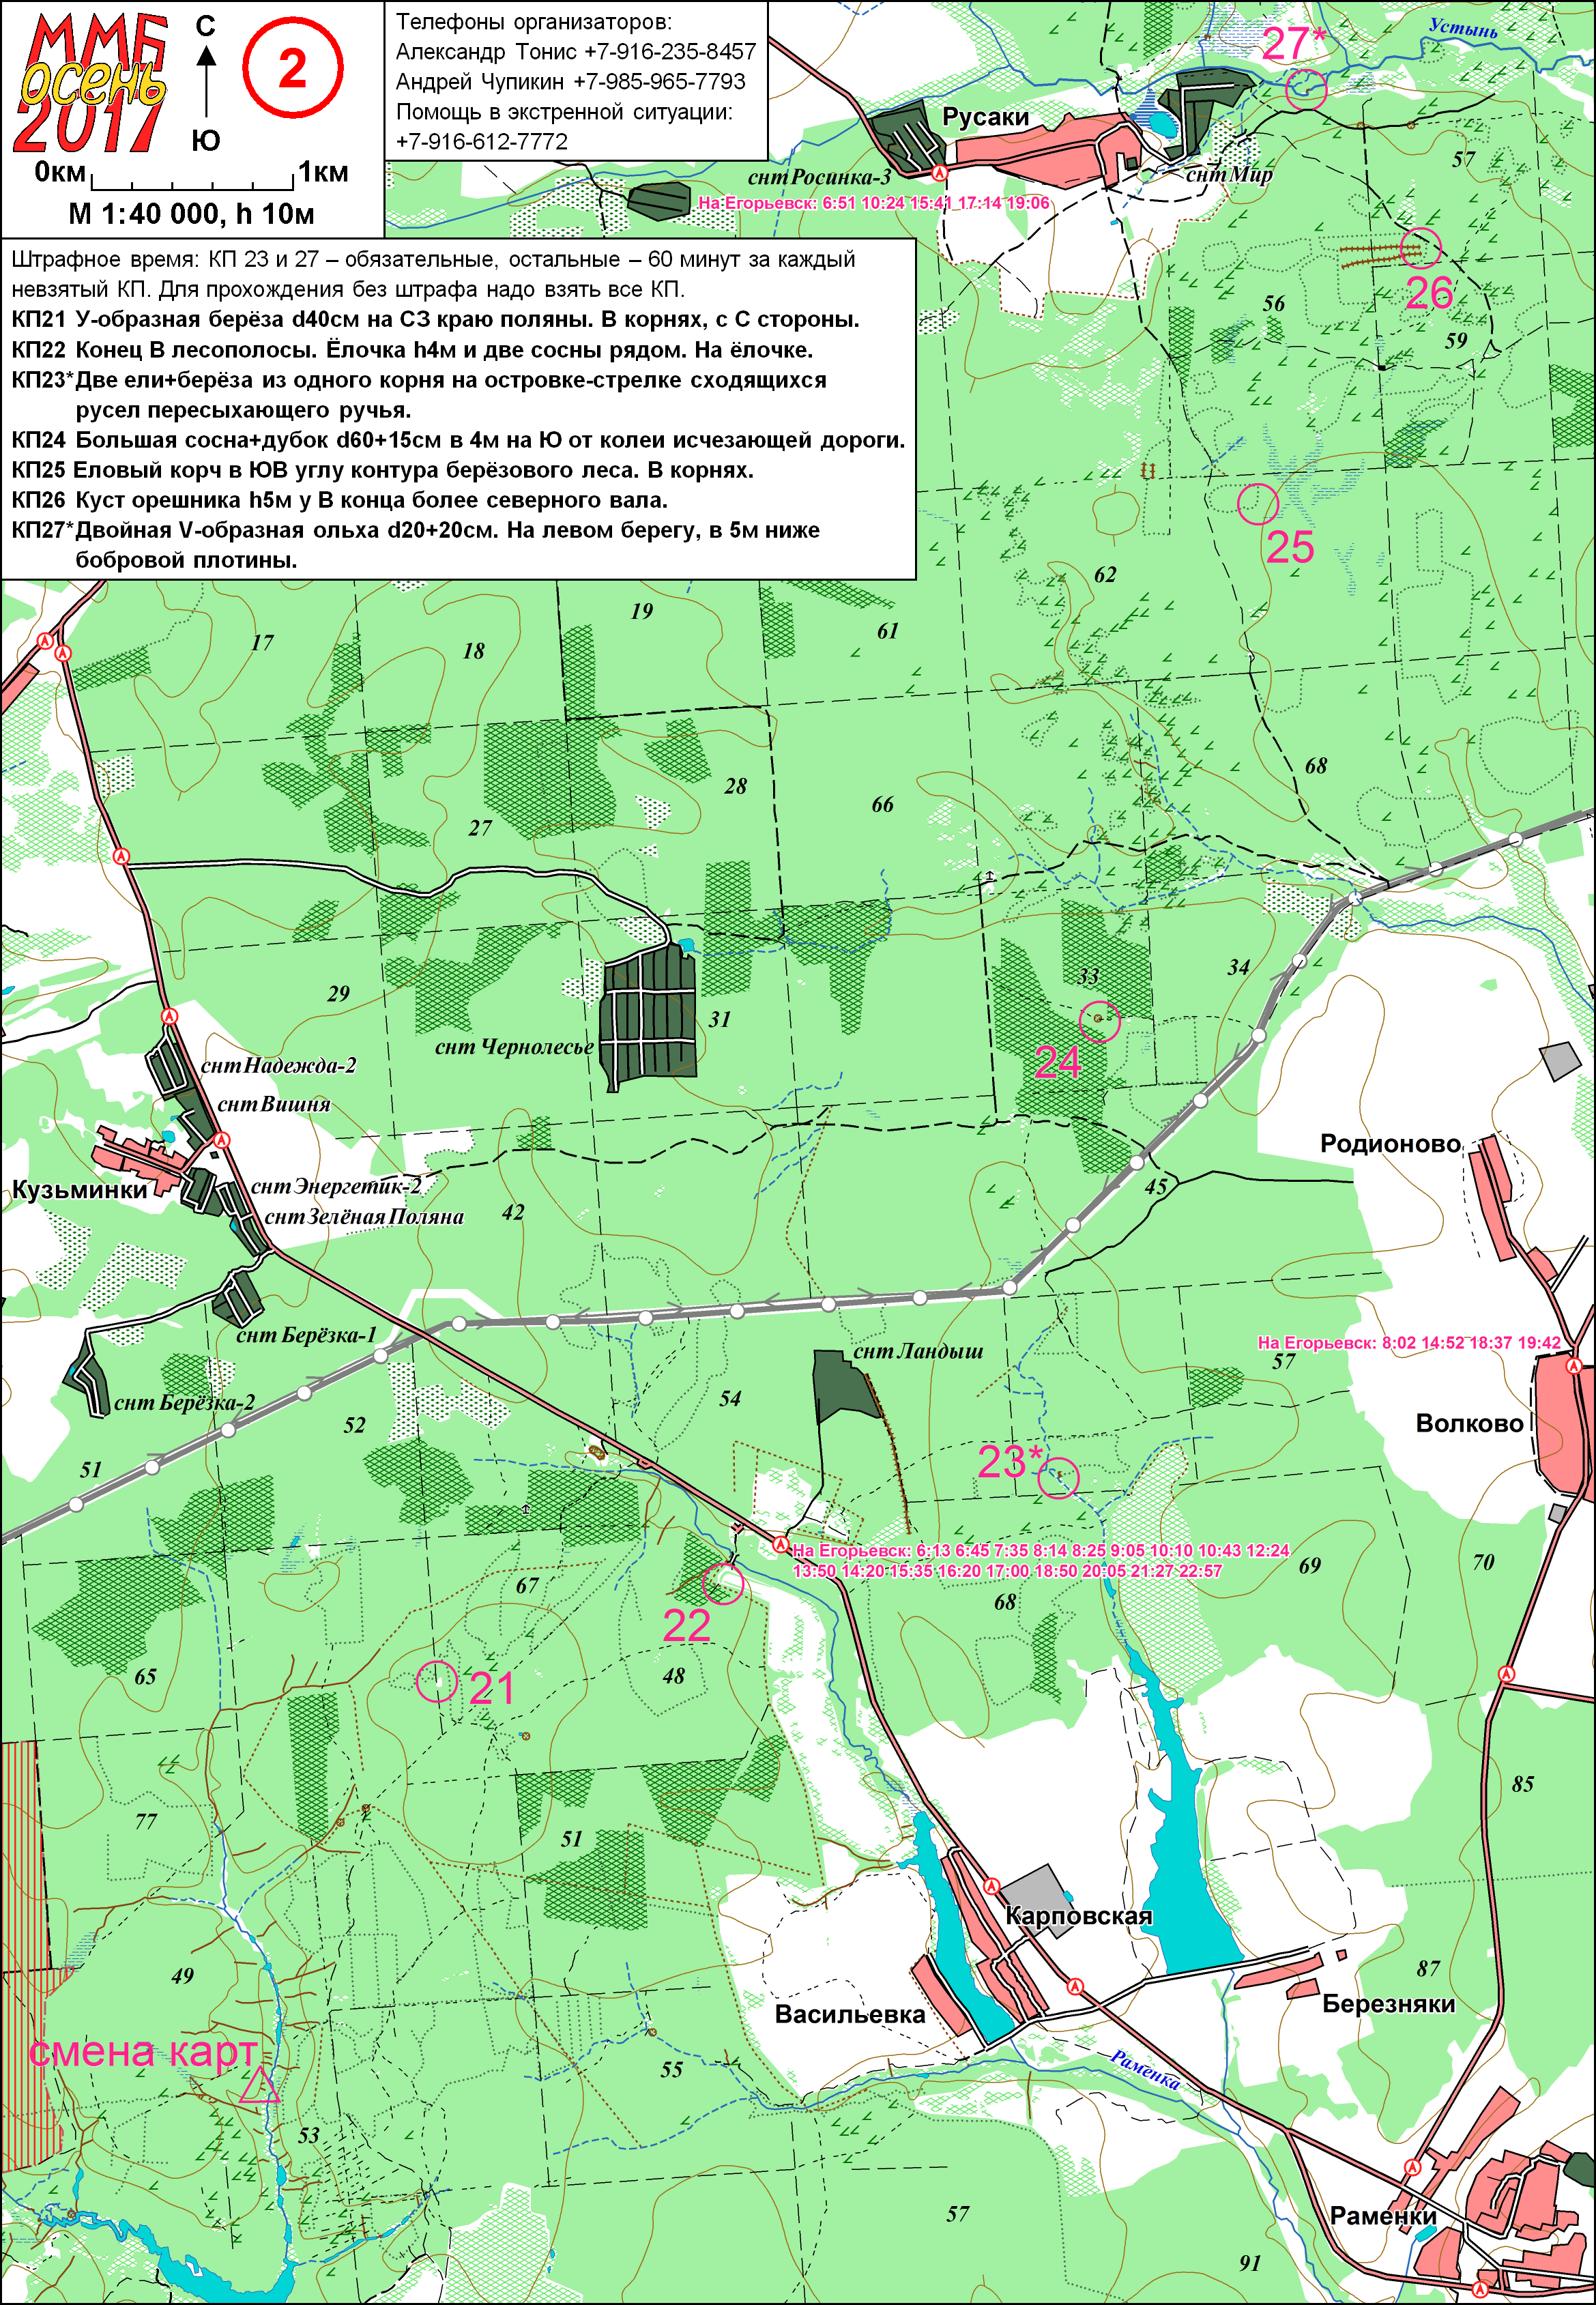 ММБ
осень
2017
С
Ю
2
0км 1км
М 1:40 000, h 10м
Телефоны организаторов:
Александр Тонис +7-916-235-8457
Андрей Чупикин +7-985-965-7793
Помощь в экстренной ситуации:
+7-916-612-7772
Штрафное время: КП 23 и 27 – обязательные, остальные – 60 минут за каждый
невзятый КП. Для прохождения без штрафа надо взять все КП.
КП21 У-образная берёза d40см на СЗ краю поляны. В корнях, с С стороны.
КП22 Конец В лесополосы. Ёлочка h4м и две сосны рядом. На ёлочке.
КП23*Две ели+берёза из одного корня на островке-стрелке сходящихся
русел пересыхающего ручья.
КП24 Большая сосна+дубок d60+15см в 4м на Ю от колеи исчезающей дороги.
КП25 Еловый корч в ЮВ углу контура берёзового леса. В корнях.
КП26 Куст орешника h5м у В конца более северного вала.
КП27*Двойная V-образная ольха d20+20см. На левом берегу, в 5м ниже
бобровой плотины.
Устынь
27*
Русаки
57
снт Росинка-3
снт Мир
На Егорьевск: 6:51 10:24 15:41 17:14 19:06
26
56
59
25
62
19
17
18
61
68
28
66
27
33
34
29
31
снт Чернолесье
24
снт Надежда-2
снт Вишня
Родионово
Кузьминки
снт Энергетик-2
45
42
снт Зелёная Поляна
снт Берёзка-1
На Егорьевск: 8:02 14:52 18:37 19:42
снт Ландыш
57
снт Берёзка-2
54
52
Волково
51
23*
На Егорьевск: 6:13 6:45 7:35 8:14 8:25 9:05 10:10 10:43 12:24
13:50 14:20 15:35 16:20 17:00 18:50 20:05 21:27 22:57
69
70
67
68
22
65
48
21
85
77
51
Карповская
87
49
Васильевка
Березняки
смена карт
Раменка
55
53
57
Раменки
91